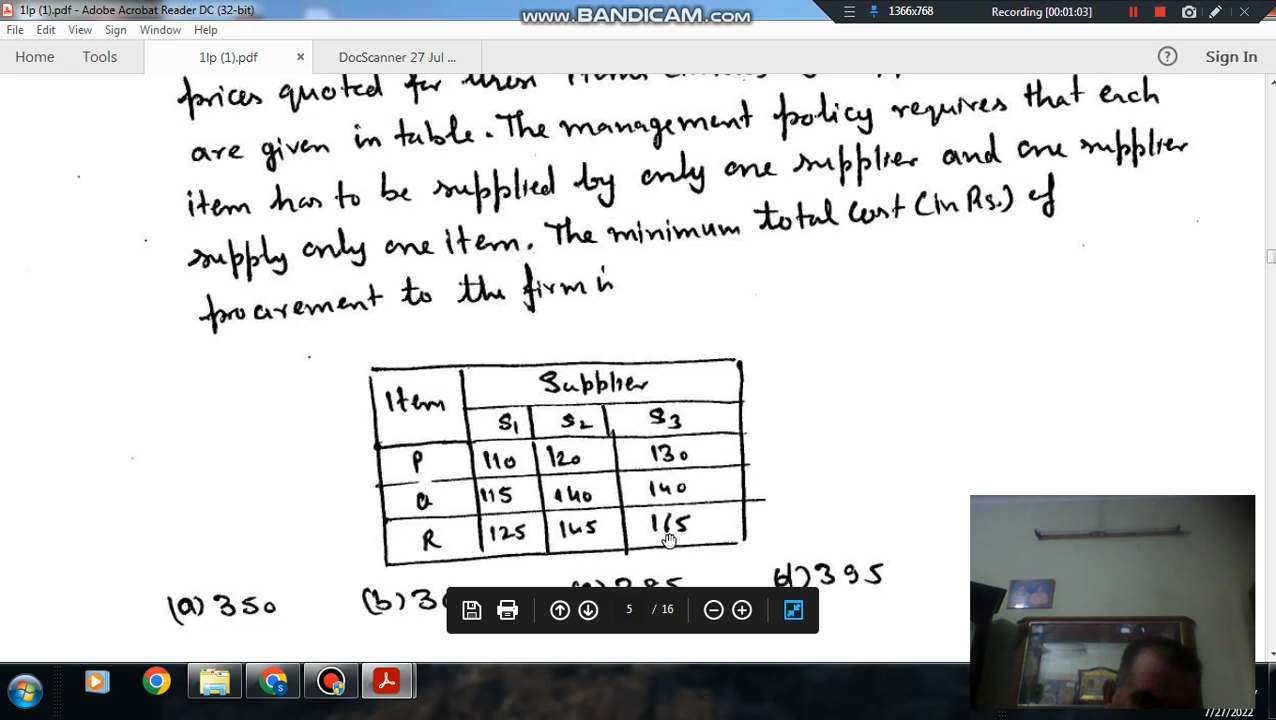 1lp (1).pdf - Adobe Acrobat Reader DC (32-bit)
www.BANDICAM.com
1366x768
Recording [00:01:03]
File Edit View Sign Window Help
Home Tools
1lp (1).pdf ×
DocScanner 27 Jul ...
Sign In
prices quoted for these
are given in table. The management policy requires that each
item has to be supplied by only one supplier and one supplier
supply only one item. The minimum total cost (in Rs.) of
procurement to the firm is
Item Supplier
S1 S2 S3
P 110 120 130
Q 115 140 140
R 125 145 165
(a) 350 (b) 3 d) 395
5 / 16
7/27/2022